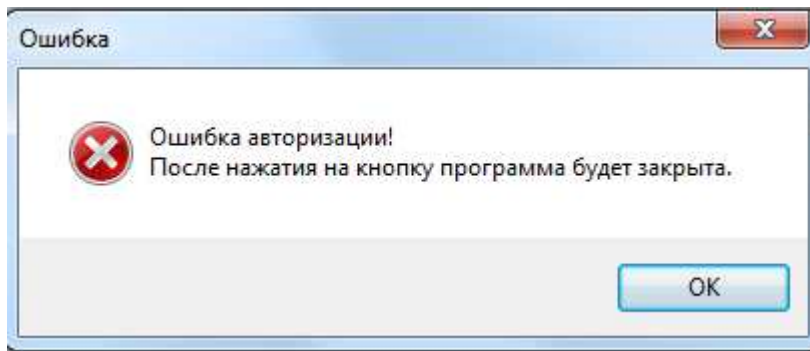 Ошибка
Ошибка авторизации!
После нажатия на кнопку программа будет закрыта.
OK